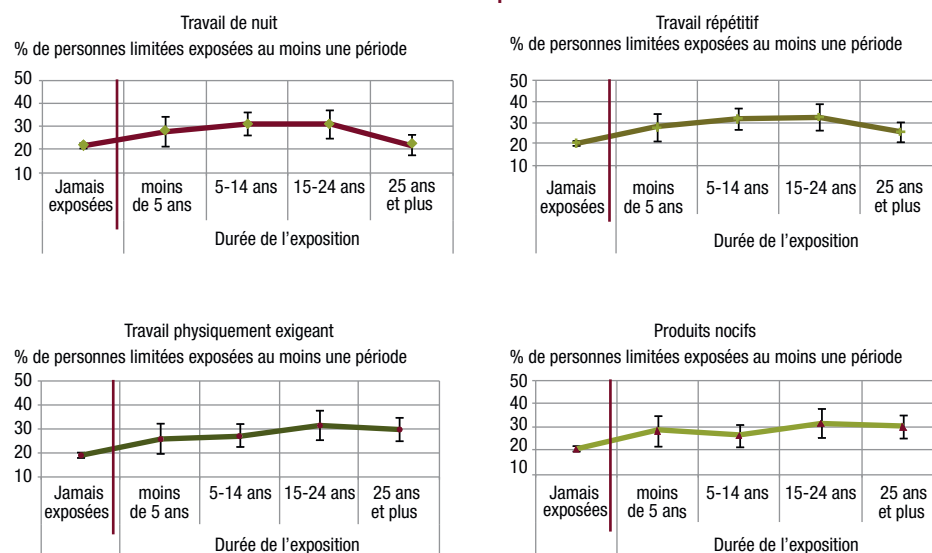 Travail de nuit
% de personnes limitées exposées au moins une période
50
40
30
20
10
Jamais exposées
moins de 5 ans
5-14 ans
15-24 ans
25 ans et plus
Durée de l'exposition
Travail répétitif
% de personnes limitées exposées au moins une période
50
40
30
20
10
Jamais exposées
moins de 5 ans
5-14 ans
15-24 ans
25 ans et plus
Durée de l'exposition
Travail physiquement exigeant
% de personnes limitées exposées au moins une période
50
40
30
20
10
Jamais exposées
moins de 5 ans
5-14 ans
15-24 ans
25 ans et plus
Durée de l'exposition
Produits nocifs
% de personnes limitées exposées au moins une période
50
40
30
20
10
Jamais exposées
moins de 5 ans
5-14 ans
15-24 ans
25 ans et plus
Durée de l'exposition